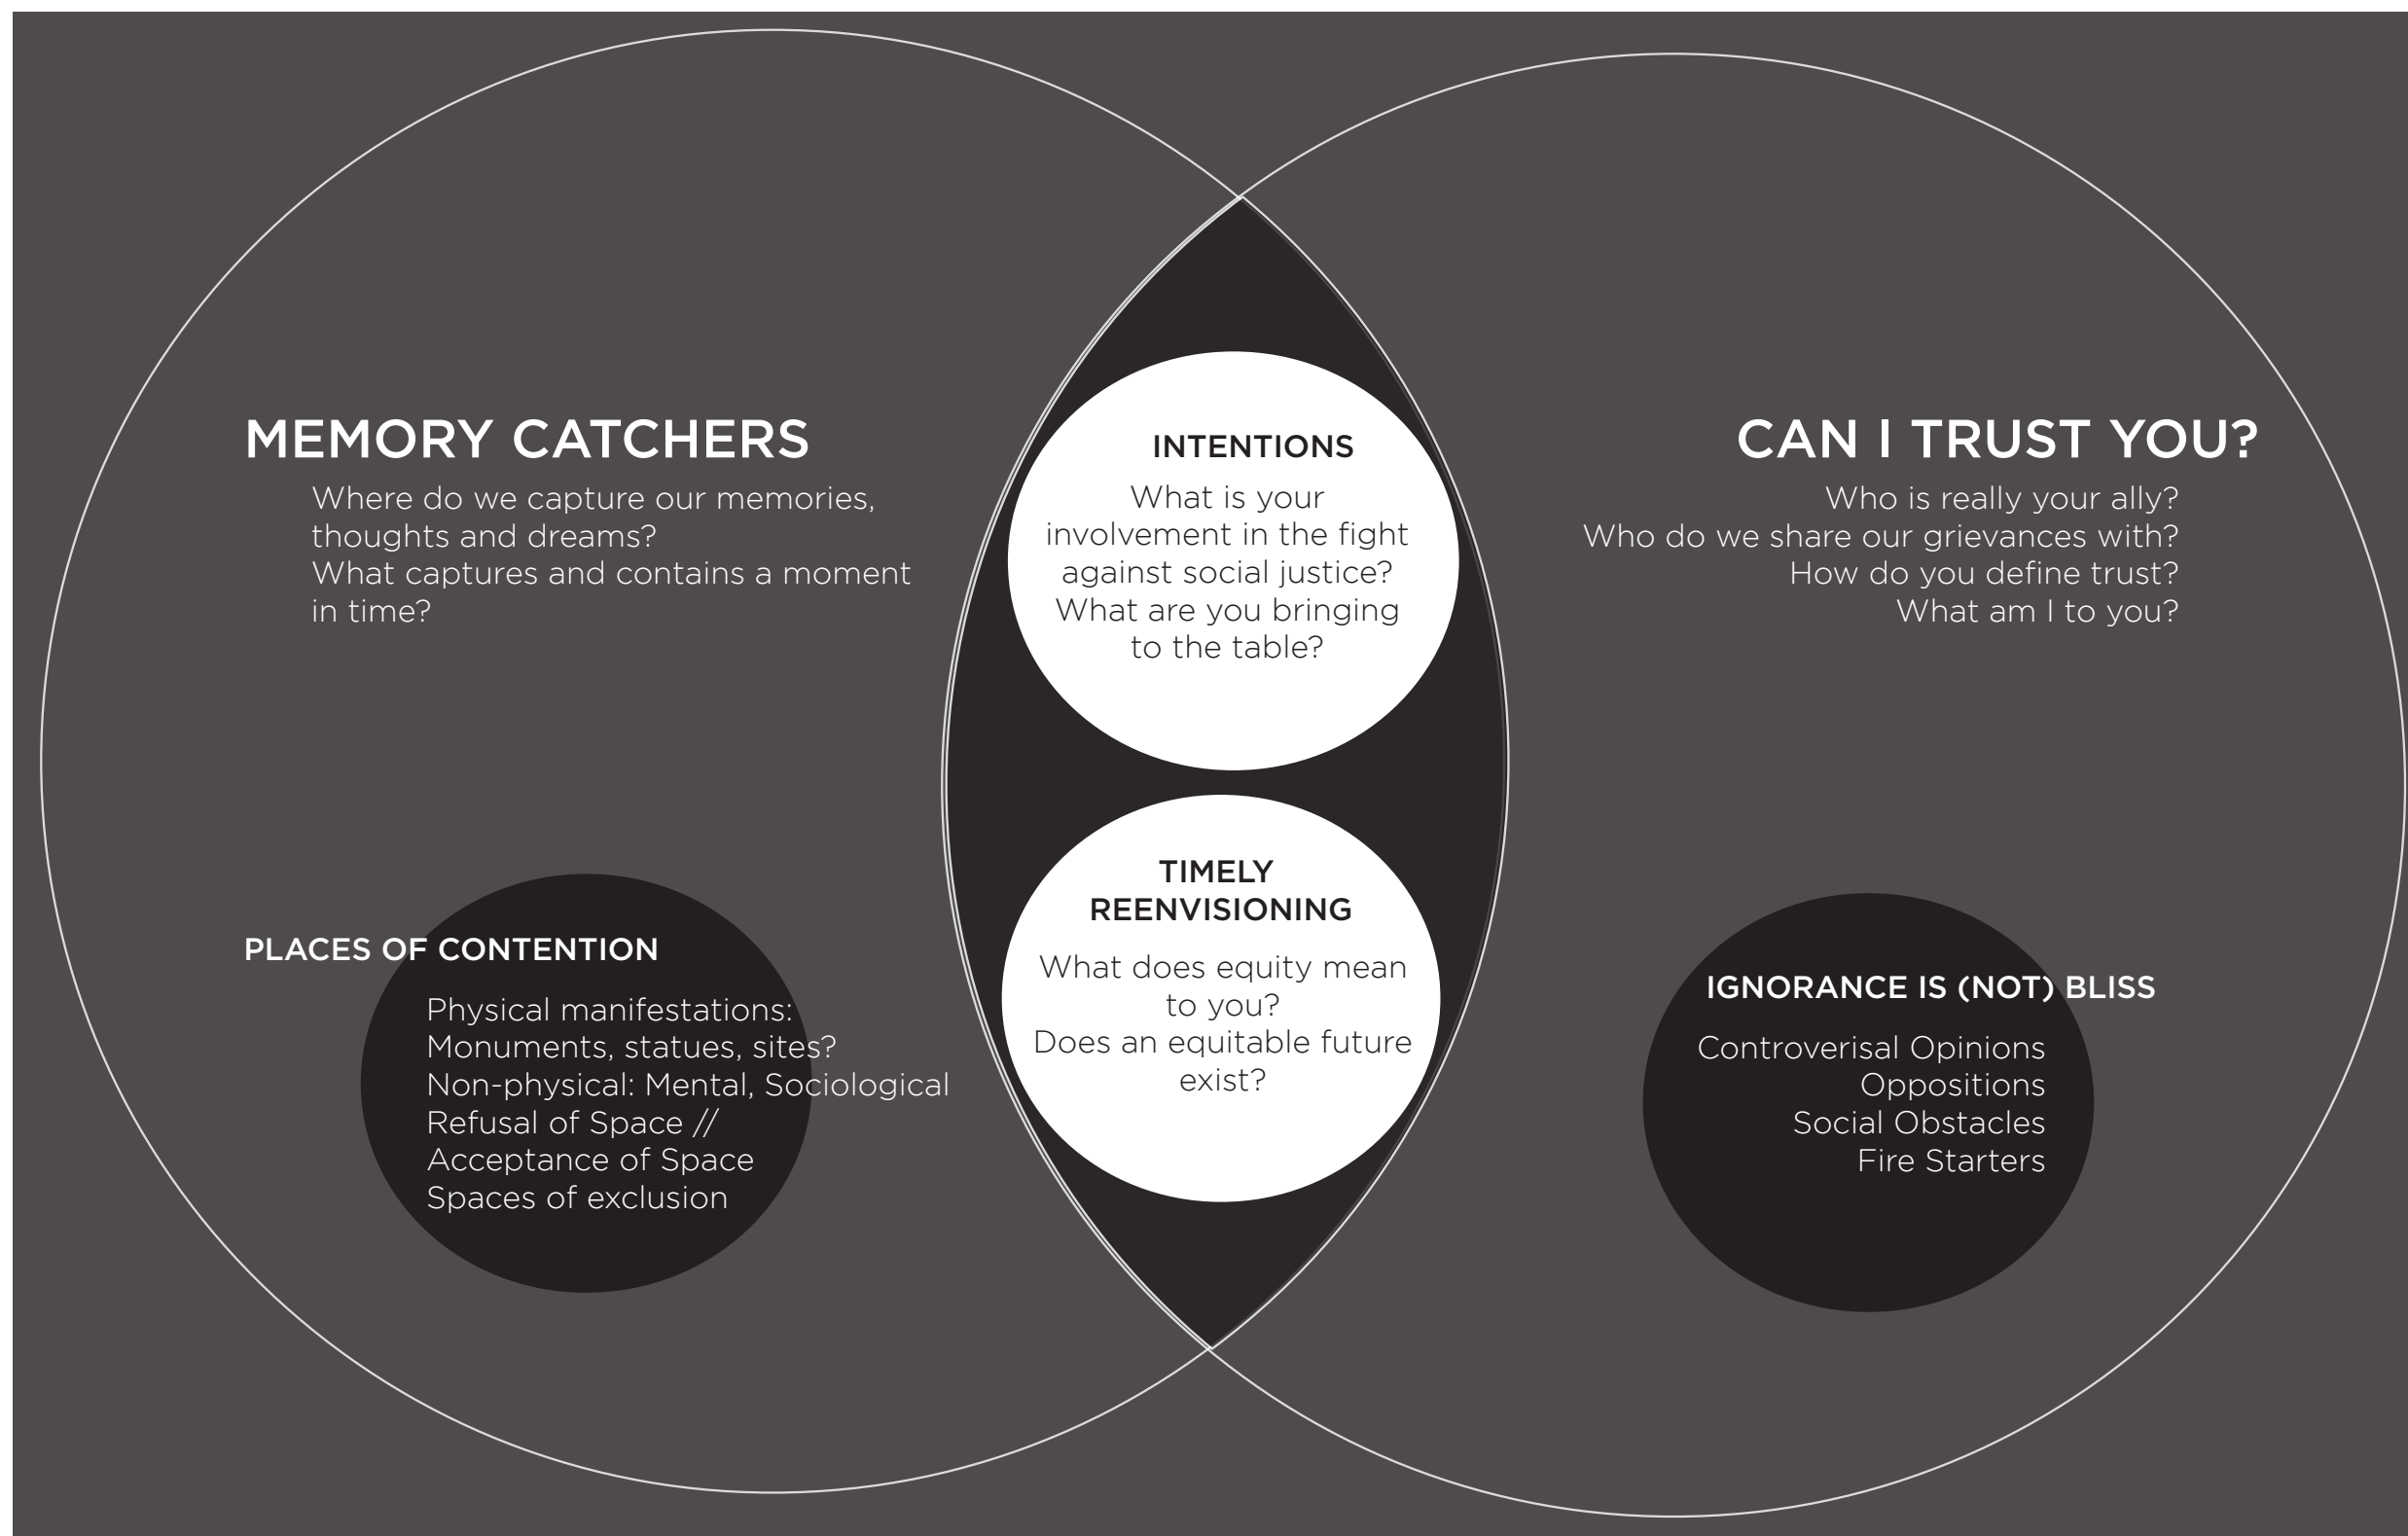 MEMORY CATCHERS
Where do we capture our memories,
thoughts and dreams?
What captures and contains a moment
in time?
PLACES OF CONTENTION
Physical manifestations:
Monuments, statues, sites?
Non-physical: Mental, Sociological
Refusal of Space //
Acceptance of Space
Spaces of exclusion
INTENTIONS
What is your
involvement in the fight
against social justice?
What are you bringing
to the table?
TIMELY
REENVISIONING
What does equity mean
to you?
Does an equitable future
exist?
CAN I TRUST YOU?
Who is really your ally?
Who do we share our grievances with?
How do you define trust?
What am I to you?
IGNORANCE IS (NOT) BLISS
Controverisal Opinions
Oppositions
Social Obstacles
Fire Starters